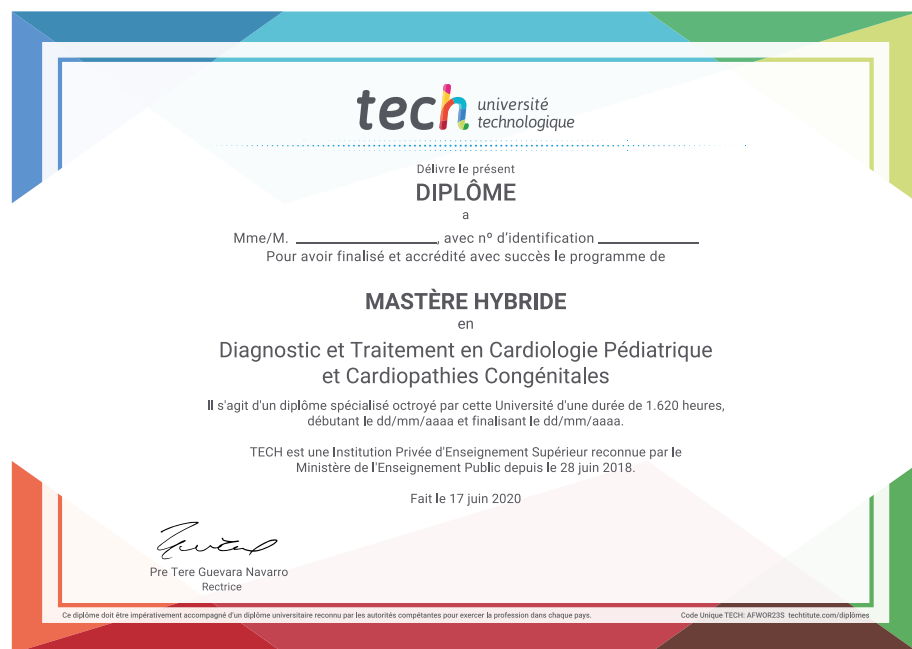 tech université
technologique
Délivre le présent
DIPLÔME
a
Mme/M. ____________________, avec nº d'identification ______________
Pour avoir finalisé et accrédité avec succès le programme de
MASTÈRE HYBRIDE
en
Diagnostic et Traitement en Cardiologie Pédiatrique
et Cardiopathies Congénitales
Il s'agit d'un diplôme spécialisé octroyé par cette Université d'une durée de 1.620 heures,
débutant le dd/mm/aaaa et finalisant le dd/mm/aaaa.
TECH est une Institution Privée d'Enseignement Supérieur reconnue par le
Ministère de l'Enseignement Public depuis le 28 juin 2018.
Fait le 17 juin 2020
Pre Tere Guevara Navarro
Rectrice
Ce diplôme doit être impérativement accompagné d'un diplôme universitaire reconnu par les autorités compétentes pour exercer la profession dans chaque pays.
Code Unique TECH: AFWOR23S techtitute.com/diplômes